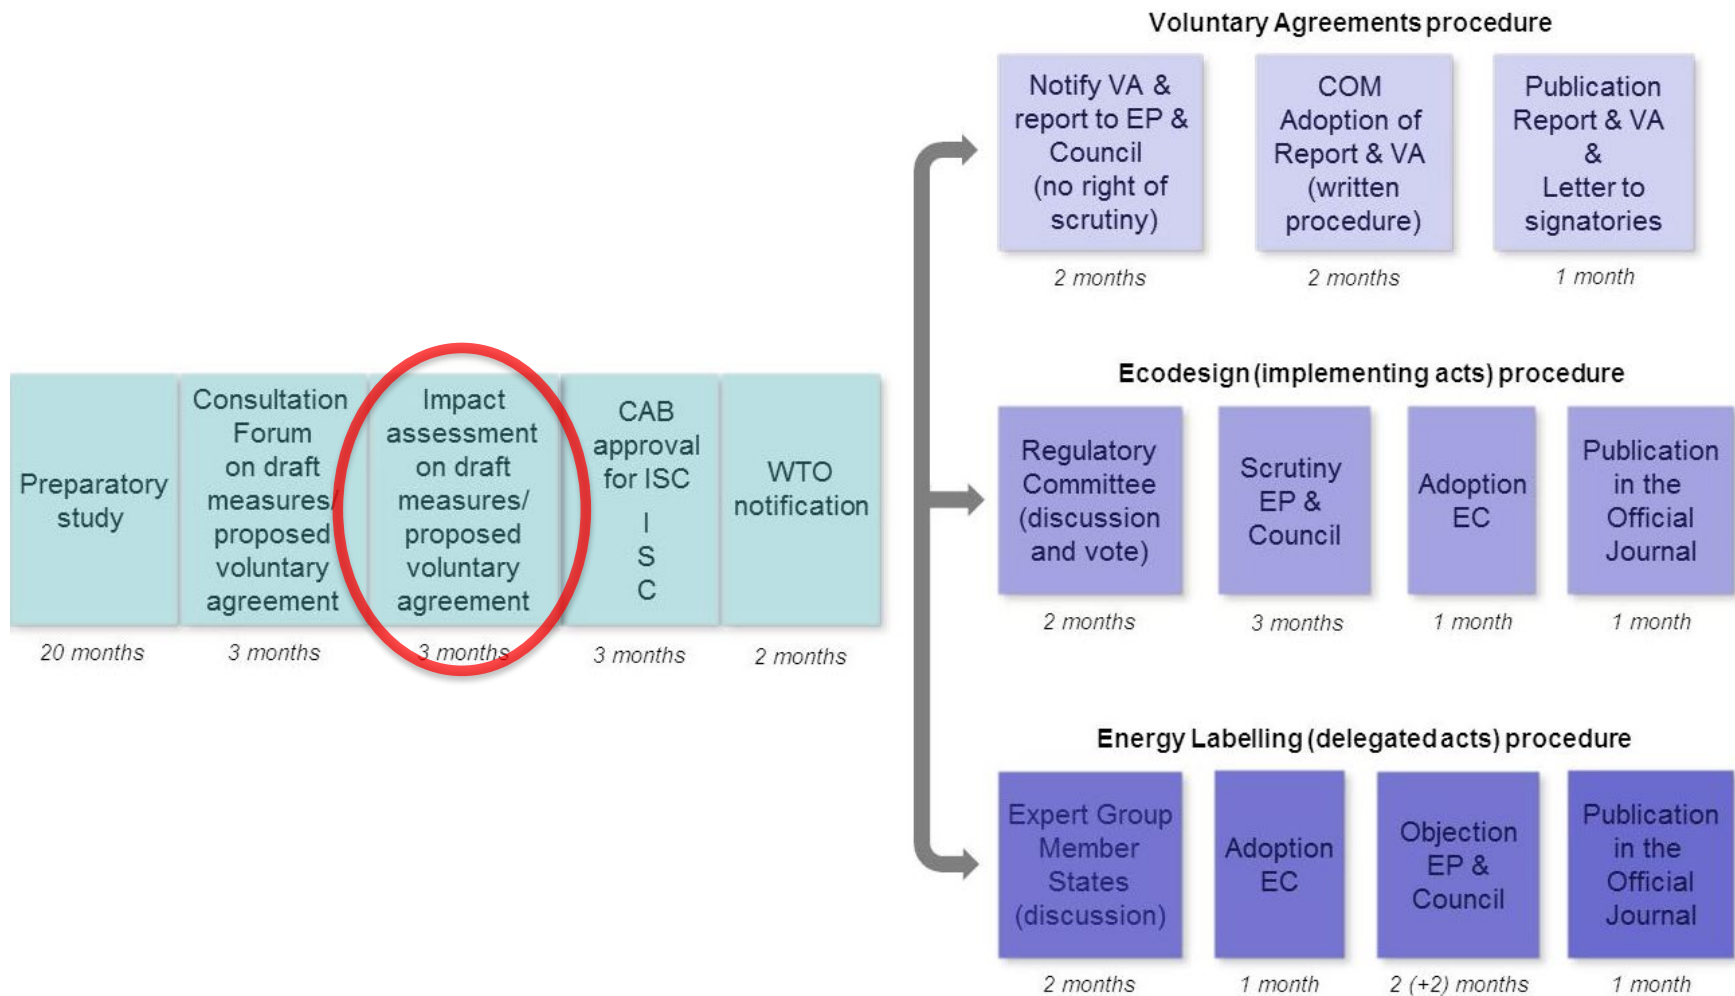 Voluntary Agreements procedure
Notify VA &
report to EP &
Council
(no right of
scrutiny)
2 months
COM
Adoption of
Report & VA
(written
procedure)
2 months
Publication
Report & VA
&
Letter to
signatories
1 month
Preparatory
study
20 months
Consultation
Forum
on draft
measures/
proposed
voluntary
agreement
3 months
Impact
assessment
on draft
measures/
proposed
voluntary
agreement
3 months
CAB
approval
for ISC
I
S
C
3 months
WTO
notification
2 months
Ecodesign (implementing acts) procedure
Regulatory
Committee
(discussion
and vote)
2 months
Scrutiny
EP &
Council
3 months
Adoption
EC
1 month
Publication
in the
Official
Journal
1 month
Energy Labelling (delegated acts) procedure
Expert Group
Member
States
(discussion)
2 months
Adoption
EC
1 month
Objection
EP &
Council
2 (+2) months
Publication
in the
Official
Journal
1 month